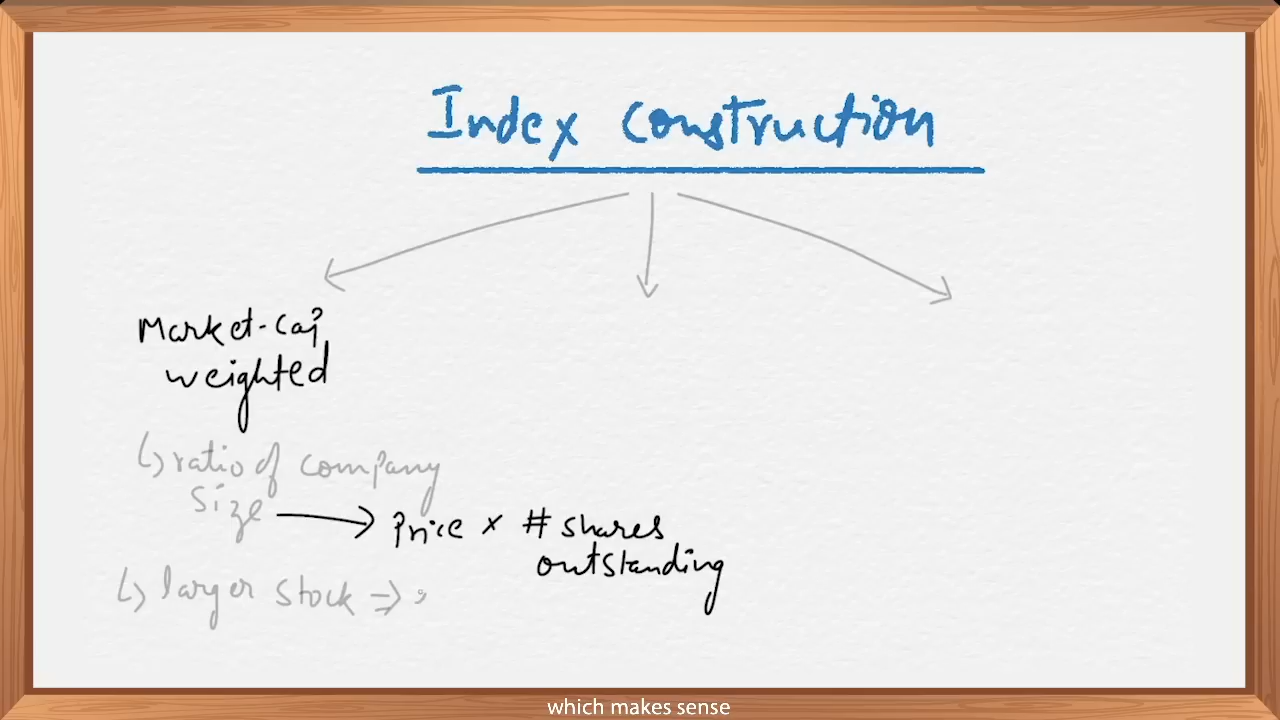 Index Construction
Market-Cap
weighted
↳ ratio of company
size → Price × # shares
outstanding
↳ larger stock ⇒
which makes sense